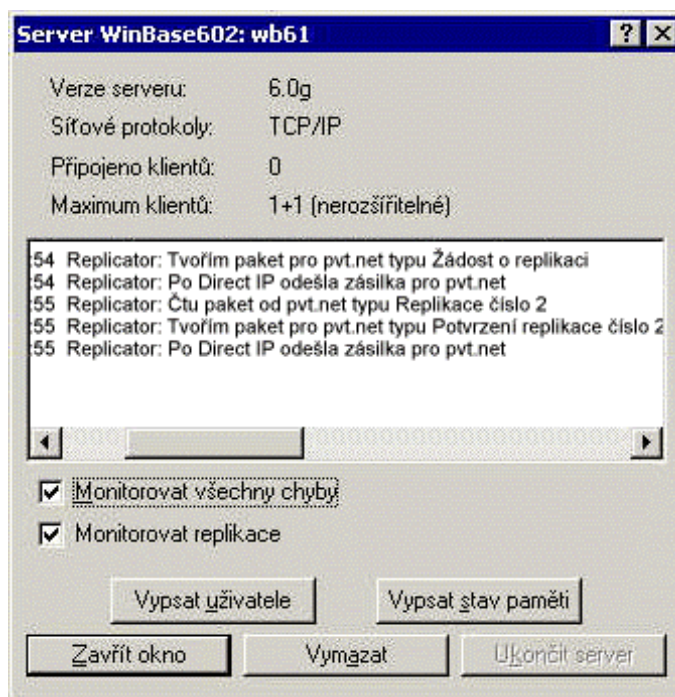 Server WinBase602: wb61
Verze serveru: 6.0g
Síťové protokoly: TCP/IP
Připojeno klientů: 0
Maximum klientů: 1+1 (nerozšířitelné)
:54 Replicator: Tvořím paket pro pvt.net typu Žádost o replikaci
:54 Replicator: Po Direct IP odešla zásilka pro pvt.net
:55 Replicator: Čtu paket od pvt.net typu Replikace číslo 2
:55 Replicator: Tvořím paket pro pvt.net typu Potvrzení replikace číslo 2
:55 Replicator: Po Direct IP odešla zásilka pro pvt.net
Monitorovat všechny chyby
Monitorovat replikace
Vypsat uživatele Vypsat stav paměti
Zavřít okno Vymazat Ukončit server